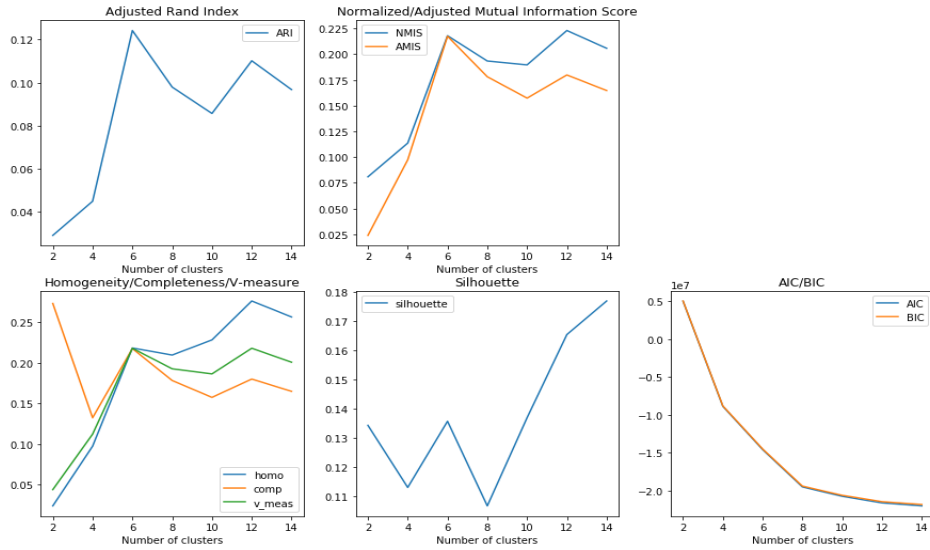 Adjusted Rand Index
ARI
0.12
0.10
0.08
0.06
0.04
2 4 6 8 10 12 14
Number of clusters
Normalized/Adjusted Mutual Information Score
NMIS
AMIS
0.225
0.200
0.175
0.150
0.125
0.100
0.075
0.050
0.025
2 4 6 8 10 12 14
Number of clusters
Homogeneity/Completeness/V-measure
0.25
0.20
0.15
0.10
0.05
homo
comp
v_meas
2 4 6 8 10 12 14
Number of clusters
Silhouette
silhouette
0.18
0.17
0.16
0.15
0.14
0.13
0.12
0.11
2 4 6 8 10 12 14
Number of clusters
AIC/BIC
1e7
AIC
BIC
0.5
0.0
−0.5
−1.0
−1.5
−2.0
2 4 6 8 10 12 14
Number of clusters